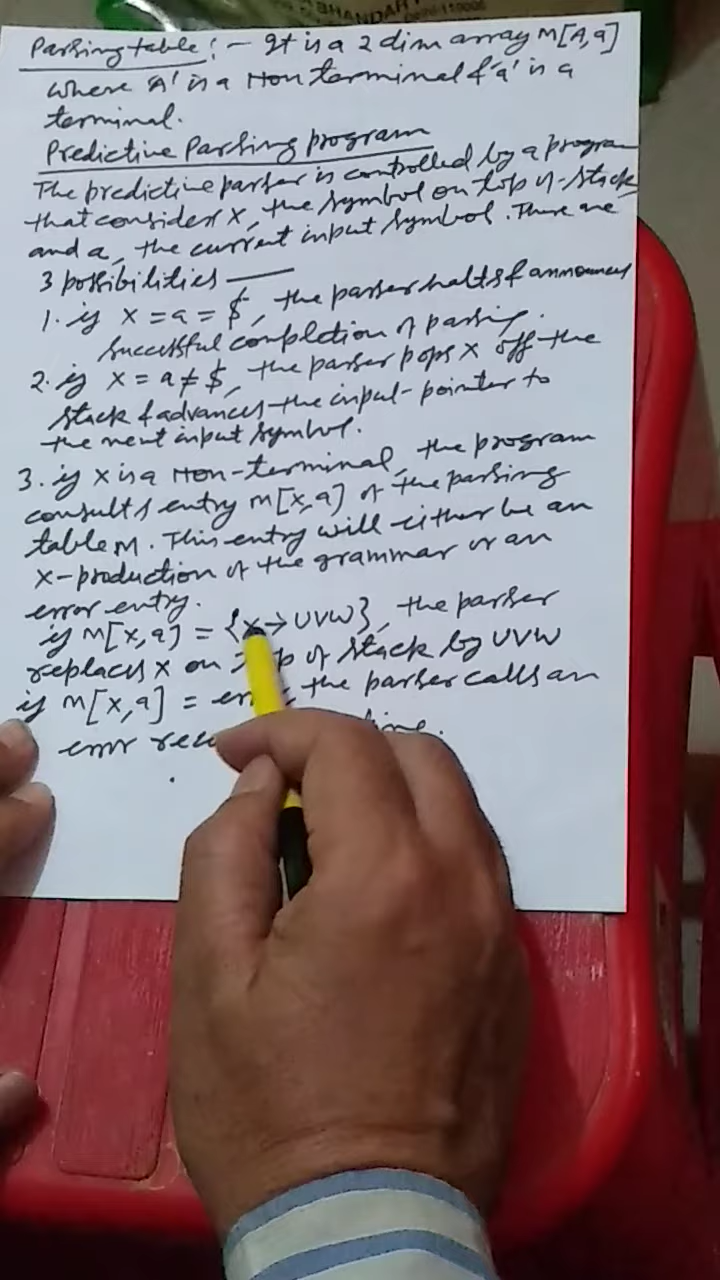 BHANDAR
Parsing table :- It is a 2 dim array M[A,a]
where 'A' is a Non terminal & 'a' is a
terminal.
Predictive Parsing program
The predictive parser is controlled by a program
that considers X, the symbol on top of stack
and a, the current input symbol. There are
3 possibilities —
1. if X = a = $, the parser halts & announces
successful completion of parsing.
2. if X = a ≠ $, the parser pops X off the
stack & advances the input-pointer to
the next input symbol.
3. if X is a Non-terminal, the program
consults entry M[X,a] of the parsing
table M. This entry will either be an
X-production of the grammar or an
error entry.
if M[X,a] = {X→UVW}, the parser
replaces X on top of stack by UVW
if M[X,a] = the parser calls an
error